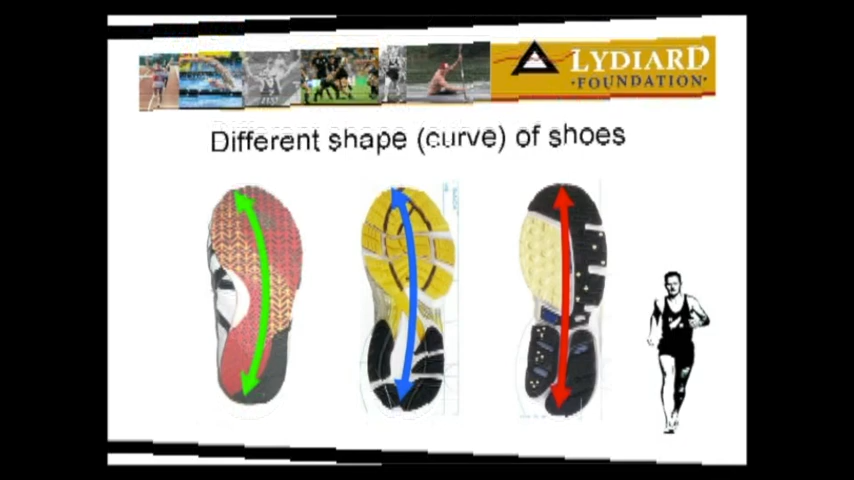 LYDIARD
·FOUNDATION·
Different shape (curve) of shoes